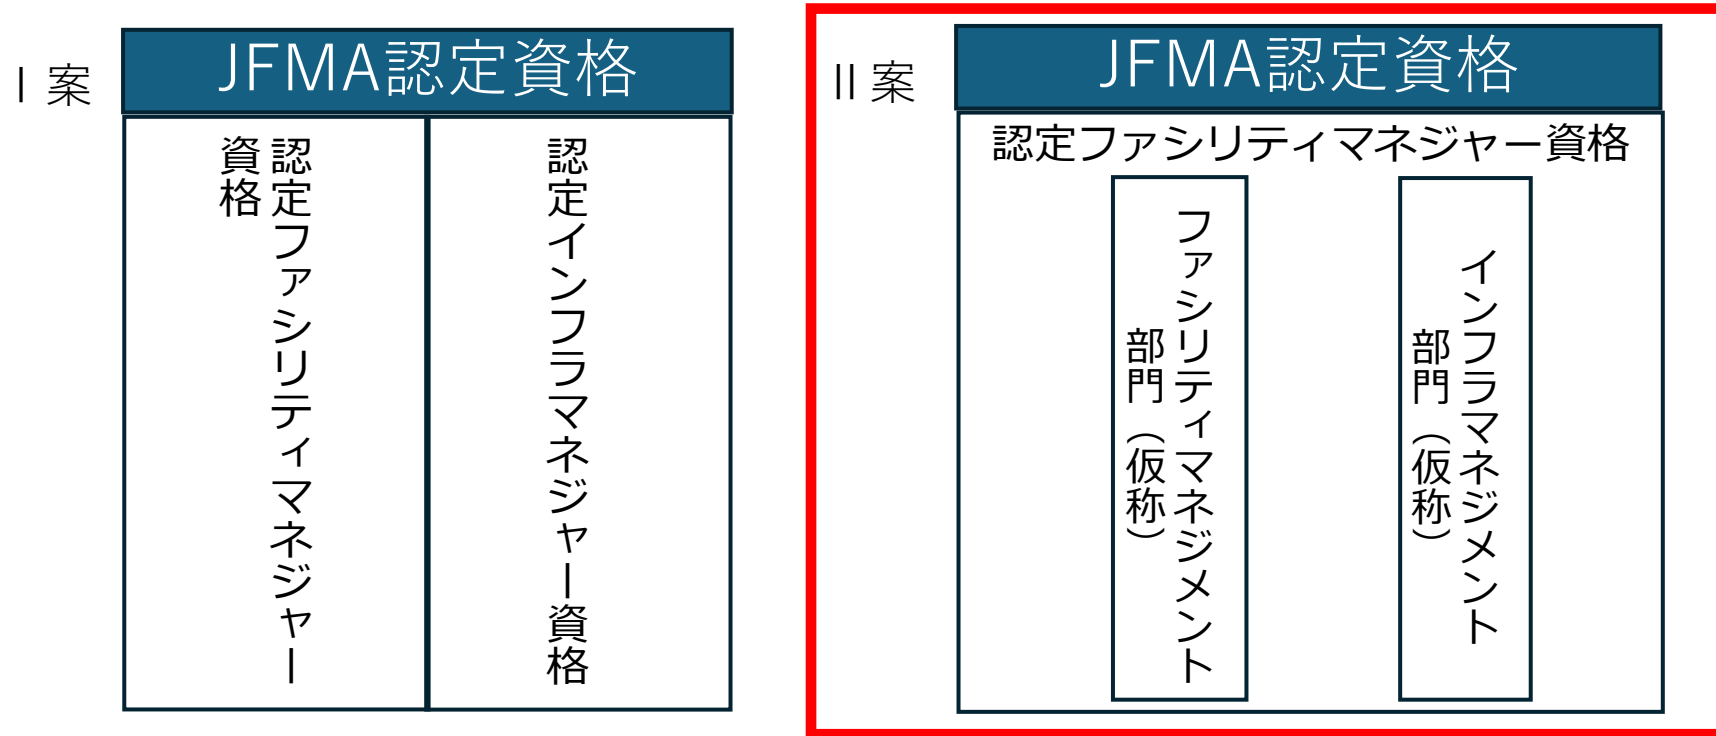 Ⅰ案
JFMA認定資格
認定ファシリティマネジャー
資格
認定インフラマネジャー資格
Ⅱ案
JFMA認定資格
認定ファシリティマネジャー資格
ファシリティマネジメント
部門（仮称）
インフラマネジメント
部門（仮称）